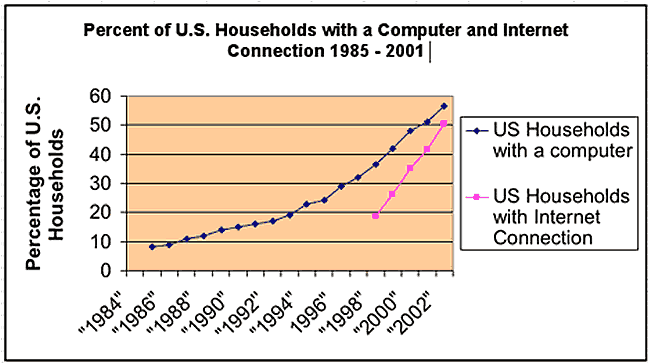 Percent of U.S. Households with a Computer and Internet
Connection 1985 - 2001
Percentage of U.S.
Households
60
50
40
30
20
10
0
"1984"
"1986"
"1988"
"1990"
"1992"
"1994"
1996"
"1998"
"2000"
"2002"
US Households
with a computer
US Households
with Internet
Connection